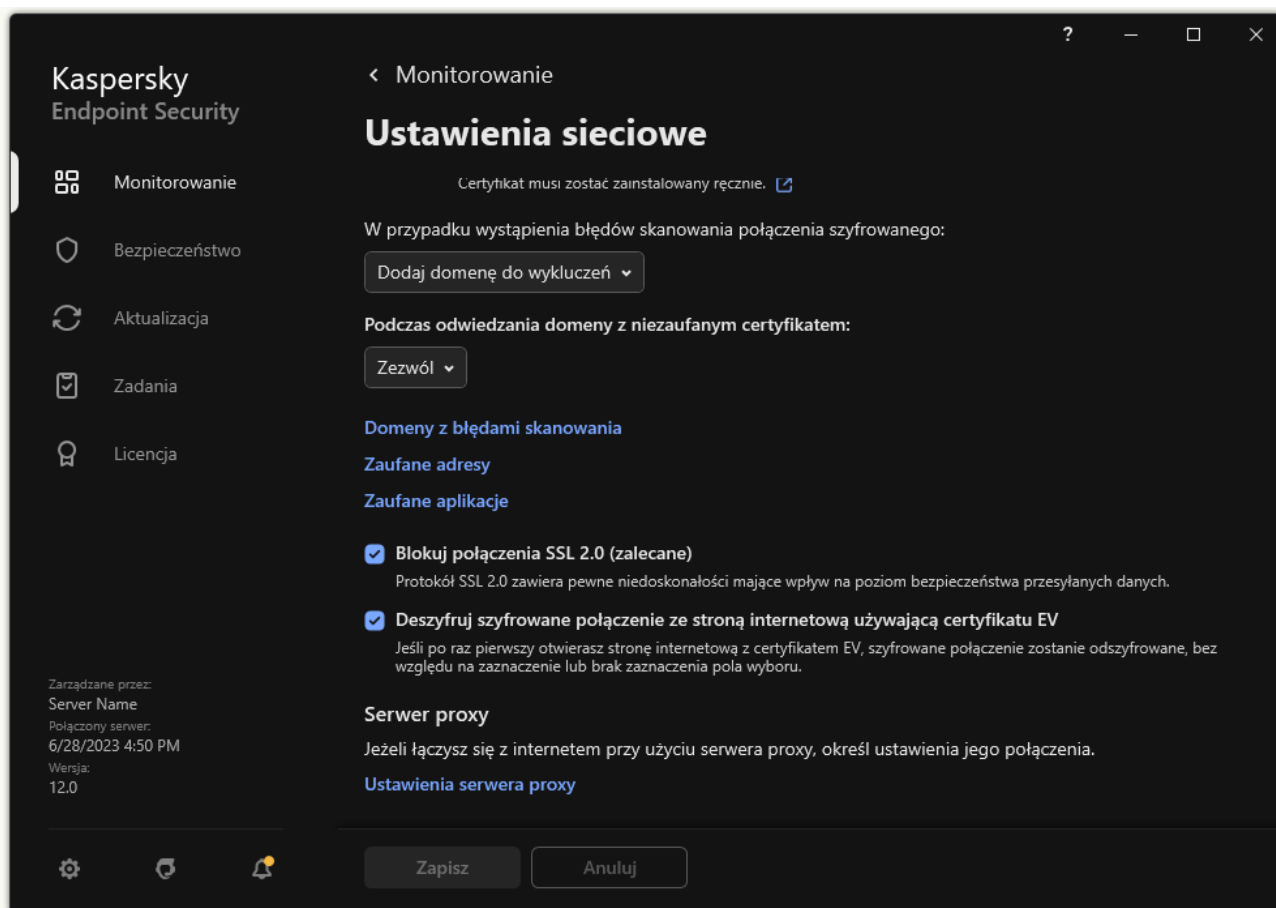 ?
Kaspersky
Endpoint Security
Monitorowanie
Bezpieczeństwo
Aktualizacja
Zadania
Licencja
Zarządzane przez:
Server Name
Połączony serwer:
6/28/2023 4:50 PM
Wersja:
12.0
Monitorowanie
Ustawienia sieciowe
Certyfikat musi zostać zainstalowany ręcznie.
W przypadku wystąpienia błędów skanowania połączenia szyfrowanego:
Dodaj domenę do wykluczeń
Podczas odwiedzania domeny z niezaufanym certyfikatem:
Zezwól
Domeny z błędami skanowania
Zaufane adresy
Zaufane aplikacje
Blokuj połączenia SSL 2.0 (zalecane)
Protokół SSL 2.0 zawiera pewne niedoskonałości mające wpływ na poziom bezpieczeństwa przesyłanych danych.
Deszyfruj szyfrowane połączenie ze stroną internetową używającą certyfikatu EV
Jeśli po raz pierwszy otwierasz stronę internetową z certyfikatem EV, szyfrowane połączenie zostanie odszyfrowane, bez
względu na zaznaczenie lub brak zaznaczenia pola wyboru.
Serwer proxy
Jeżeli łączysz się z internetem przy użyciu serwera proxy, określ ustawienia jego połączenia.
Ustawienia serwera proxy
Zapisz
Anuluj